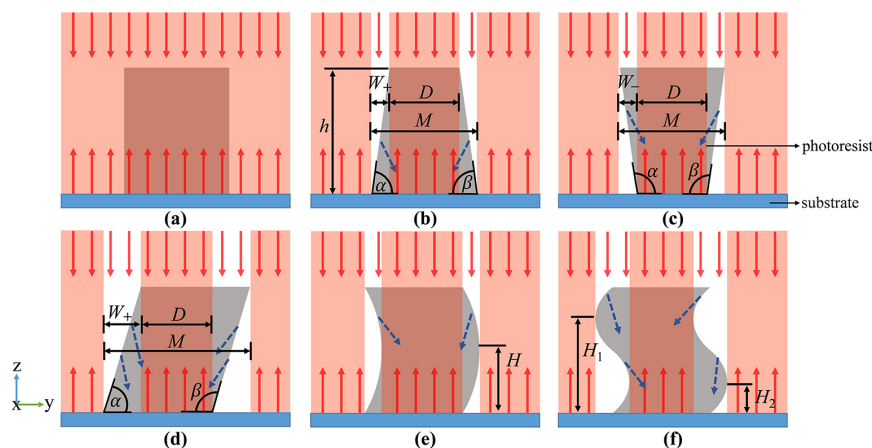 W+
D
M
h
α
β
(a)
(b)
W−
D
M
α
β
photoresist
substrate
(c)
W+
D
M
α
β
z
x
y
(d)
H
(e)
H1
H2
(f)